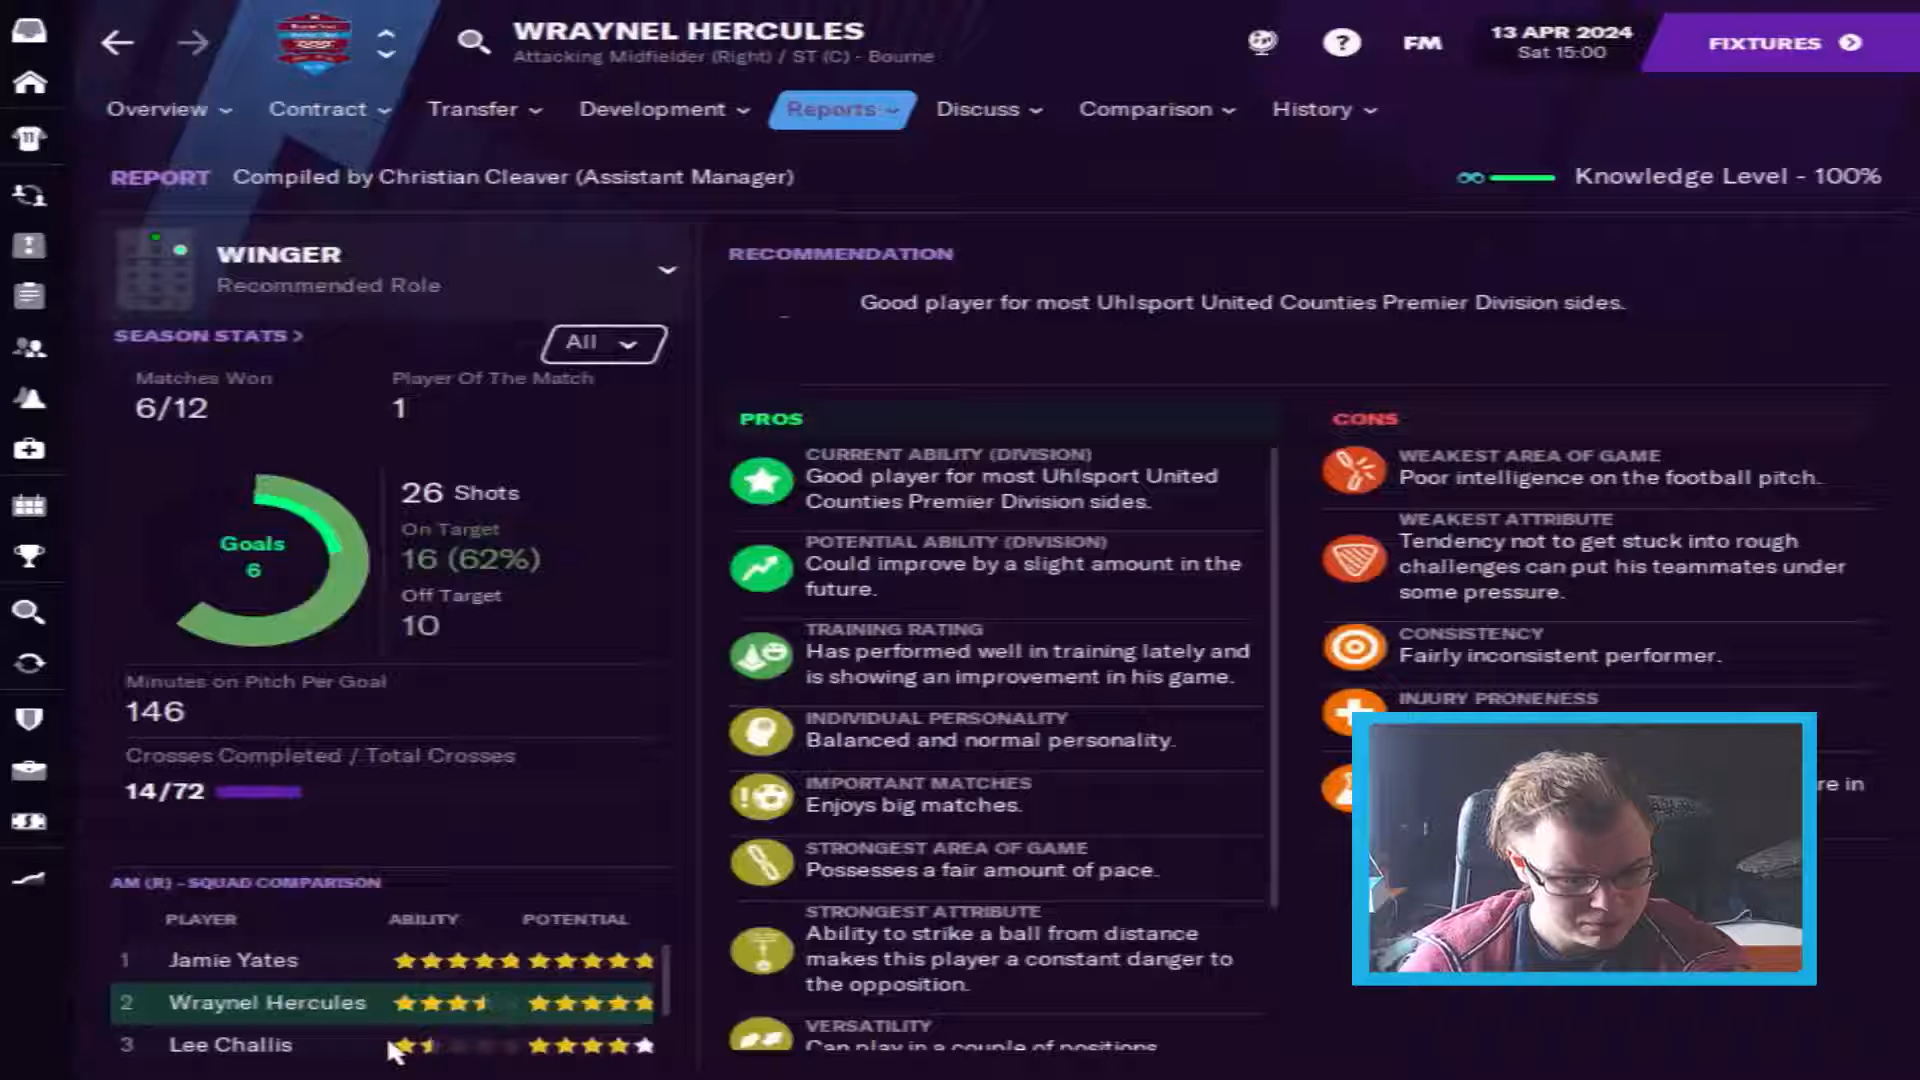 WRAYNEL HERCULES
Attacking Midfielder (Right) / ST (C) - Bourne
FM
13 APR 2024
Sat 15:00
FIXTURES
Overview
Contract
Transfer
Development
Reports
Discuss
Comparison
History
REPORT Compiled by Christian Cleaver (Assistant Manager)
Knowledge Level - 100%
WINGER
Recommended Role
SEASON STATS >
All
Matches Won
6/12
Player Of The Match
1
Goals
6
26 Shots
On Target
16 (62%)
Off Target
10
Minutes on Pitch Per Goal
146
Crosses Completed / Total Crosses
14/72
AM (R) - SQUAD COMPARISON
PLAYER ABILITY POTENTIAL
1 Jamie Yates
2 Wraynel Hercules
3 Lee Challis
RECOMMENDATION
Good player for most Uhlsport United Counties Premier Division sides.
PROS
CURRENT ABILITY (DIVISION)
Good player for most Uhlsport United
Counties Premier Division sides.
POTENTIAL ABILITY (DIVISION)
Could improve by a slight amount in the
future.
TRAINING RATING
Has performed well in training lately and
is showing an improvement in his game.
INDIVIDUAL PERSONALITY
Balanced and normal personality.
IMPORTANT MATCHES
Enjoys big matches.
STRONGEST AREA OF GAME
Possesses a fair amount of pace.
STRONGEST ATTRIBUTE
Ability to strike a ball from distance
makes this player a constant danger to
the opposition.
VERSATILITY
Can play in a couple of positions
CONS
WEAKEST AREA OF GAME
Poor intelligence on the football pitch.
WEAKEST ATTRIBUTE
Tendency not to get stuck into rough
challenges can put his teammates under
some pressure.
CONSISTENCY
Fairly inconsistent performer.
INJURY PRONENESS
re in